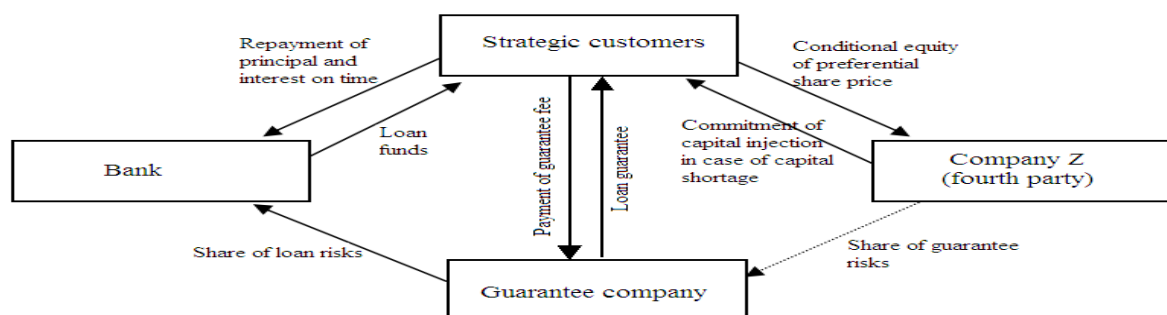 Strategic customers
Repayment of
principal and
interest on time
Conditional equity
of preferential
share price
Loan
funds
Payment of guarantee fee
Loan guarantee
Commitment of
capital injection
in case of capital
shortage
Bank
Company Z
(fourth party)
Share of loan risks
Share of guarantee
risks
Guarantee company